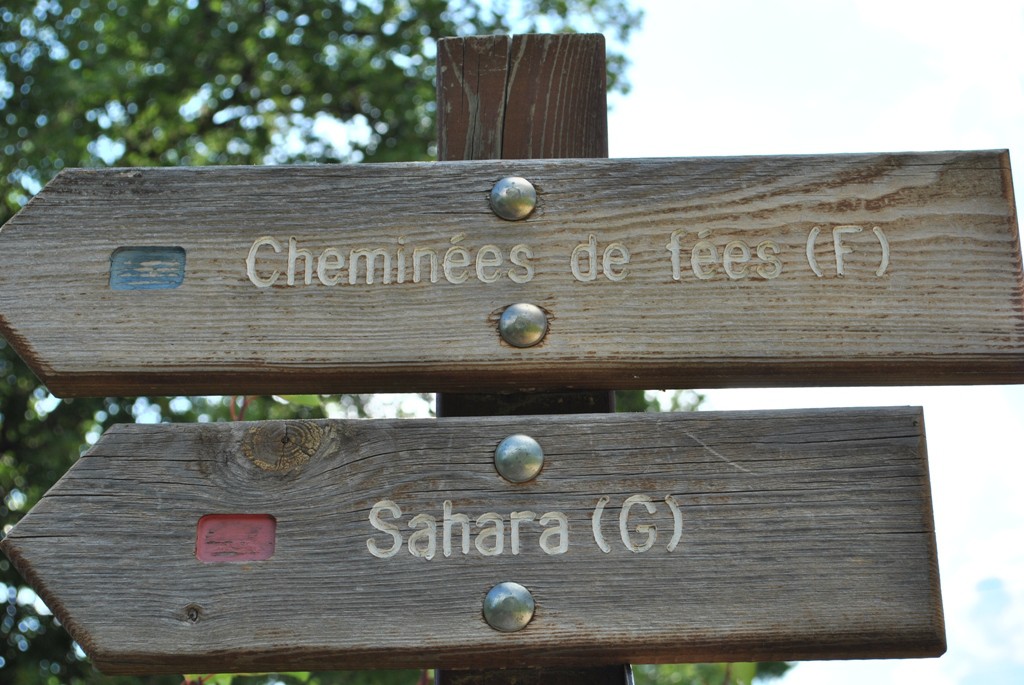 Cheminées de fées (F)
Sahara (G)